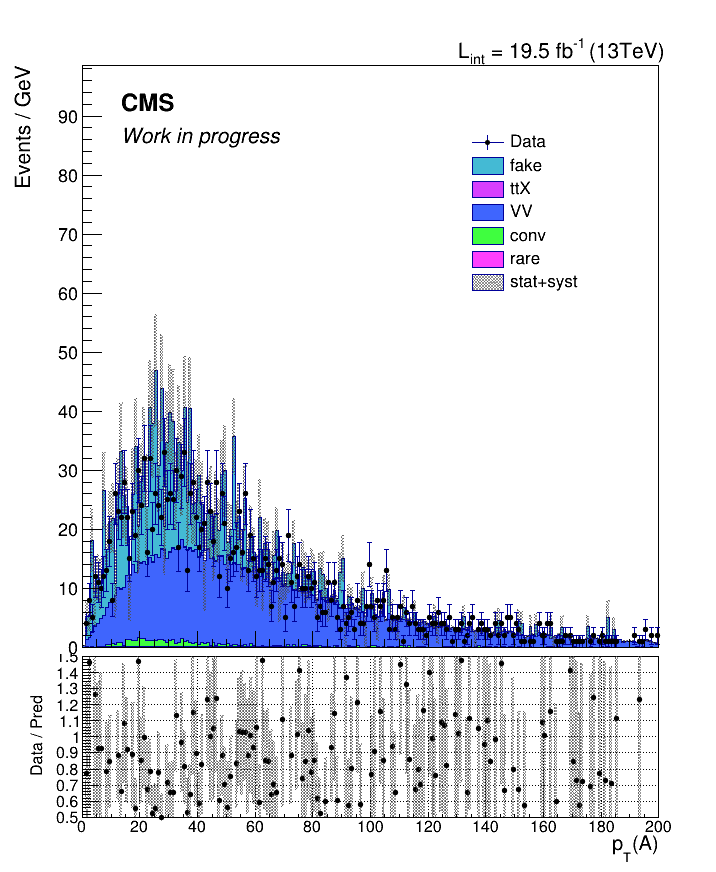 L_int = 19.5 fb^-1 (13TeV)
Events / GeV
CMS
Work in progress
Data
fake
ttX
VV
conv
rare
stat+syst
90
80
70
60
50
40
30
20
10
0
Data / Pred
1.5
1.4
1.3
1.2
1.1
1
0.9
0.8
0.7
0.6
0.5
0 20 40 60 80 100 120 140 160 180 200
p_T(A)